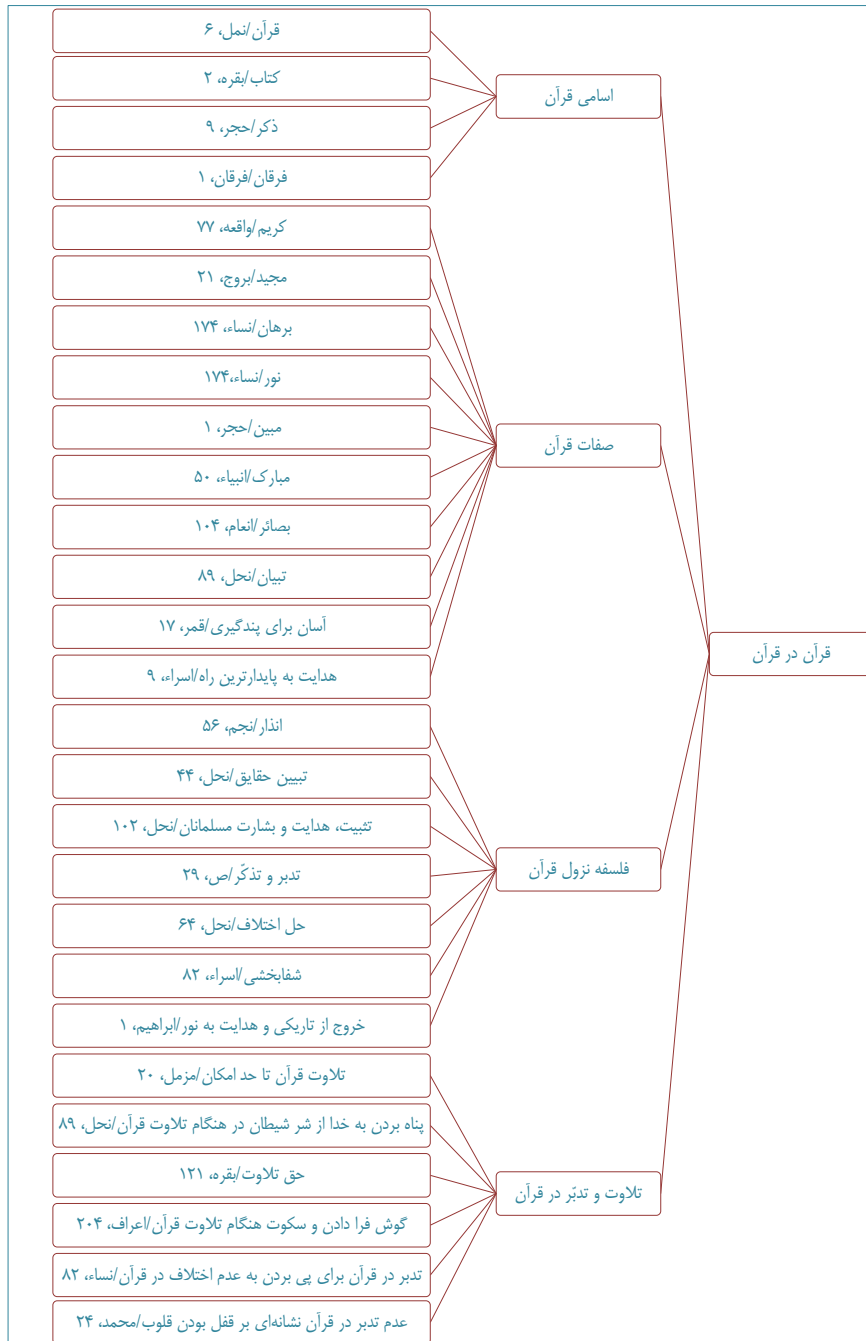 قرآن در قرآن
اسامی قرآن
قرآن/نمل، ۶
کتاب/بقره، ۲
ذکر/حجر، ۹
فرقان/فرقان، ۱
صفات قرآن
کریم/واقعه، ۷۷
مجید/بروج، ۲۱
برهان/نساء، ۱۷۴
نور/نساء،۱۷۴
مبین/حجر، ۱
مبارک/انبیاء، ۵۰
بصائر/انعام، ۱۰۴
تبیان/نحل، ۸۹
آسان برای پندگیری/قمر، ۱۷
هدایت به پایدارترین راه/اسراء، ۹
فلسفه نزول قرآن
انذار/نجم، ۵۶
تبیین حقایق/نحل، ۴۴
تثبیت، هدایت و بشارت مسلمانان/نحل، ۱۰۲
تدبر و تذکّر/ص، ۲۹
حل اختلاف/نحل، ۶۴
شفابخشی/اسراء، ۸۲
خروج از تاریکی و هدایت به نور/ابراهیم، ۱
تلاوت و تدبّر در قرآن
تلاوت قرآن تا حد امکان/مزمل، ۲۰
پناه بردن به خدا از شر شیطان در هنگام تلاوت قرآن/نحل، ۸۹
حق تلاوت/بقره، ۱۲۱
گوش فرا دادن و سکوت هنگام تلاوت قرآن/اعراف، ۲۰۴
تدبر در قرآن برای پی بردن به عدم اختلاف در قرآن/نساء، ۸۲
عدم تدبر در قرآن نشانه‌ای بر قفل بودن قلوب/محمد، ۲۴